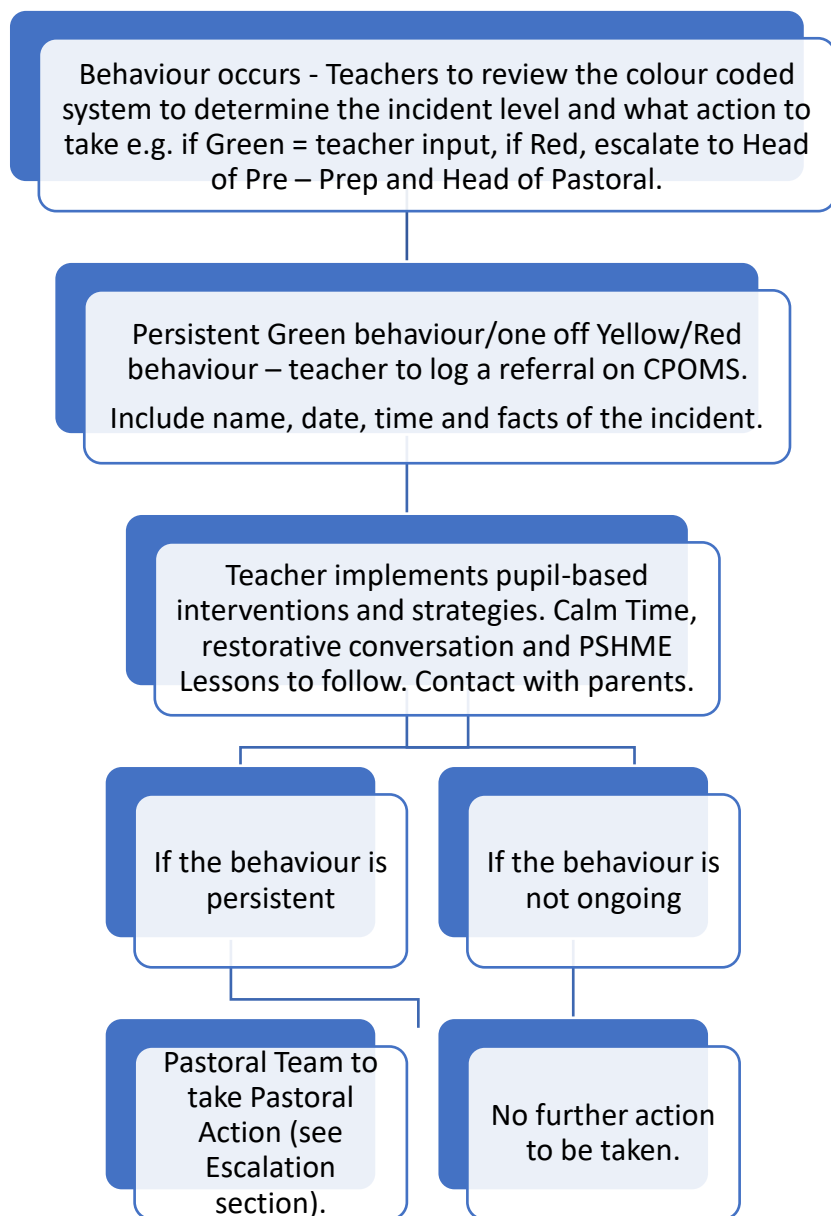 Behaviour occurs - Teachers to review the colour coded
system to determine the incident level and what action to
take e.g. if Green = teacher input, if Red, escalate to Head
of Pre – Prep and Head of Pastoral.
Persistent Green behaviour/one off Yellow/Red
behaviour – teacher to log a referral on CPOMS.
Include name, date, time and facts of the incident.
Teacher implements pupil-based
interventions and strategies. Calm Time,
restorative conversation and PSHME
Lessons to follow. Contact with parents.
If the behaviour is
persistent
If the behaviour is
not ongoing
Pastoral Team to
take Pastoral
Action (see
Escalation
section).
No further action
to be taken.